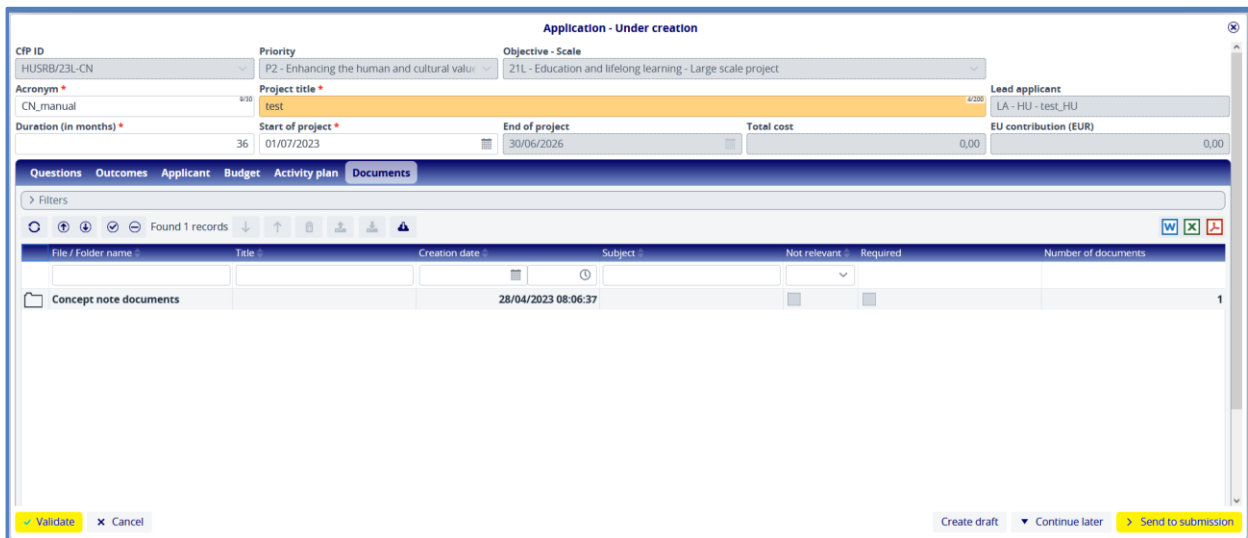 Application - Under creation
CfP ID Priority Objective - Scale
HUSRB/23L-CN P2 - Enhancing the human and cultural value 21L - Education and lifelong learning - Large scale project
Acronym * Project title * Lead applicant
CN_manual 9/30 test 4/200 LA - HU - test_HU
Duration (in months) * Start of project * End of project Total cost EU contribution (EUR)
36 01/07/2023 30/06/2026 0,00 0,00
Questions Outcomes Applicant Budget Activity plan Documents
> Filters
Found 1 records W X
File / Folder name Title Creation date Subject Not relevant Required Number of documents
Concept note documents 28/04/2023 08:06:37 1
Validate Cancel Create draft Continue later Send to submission